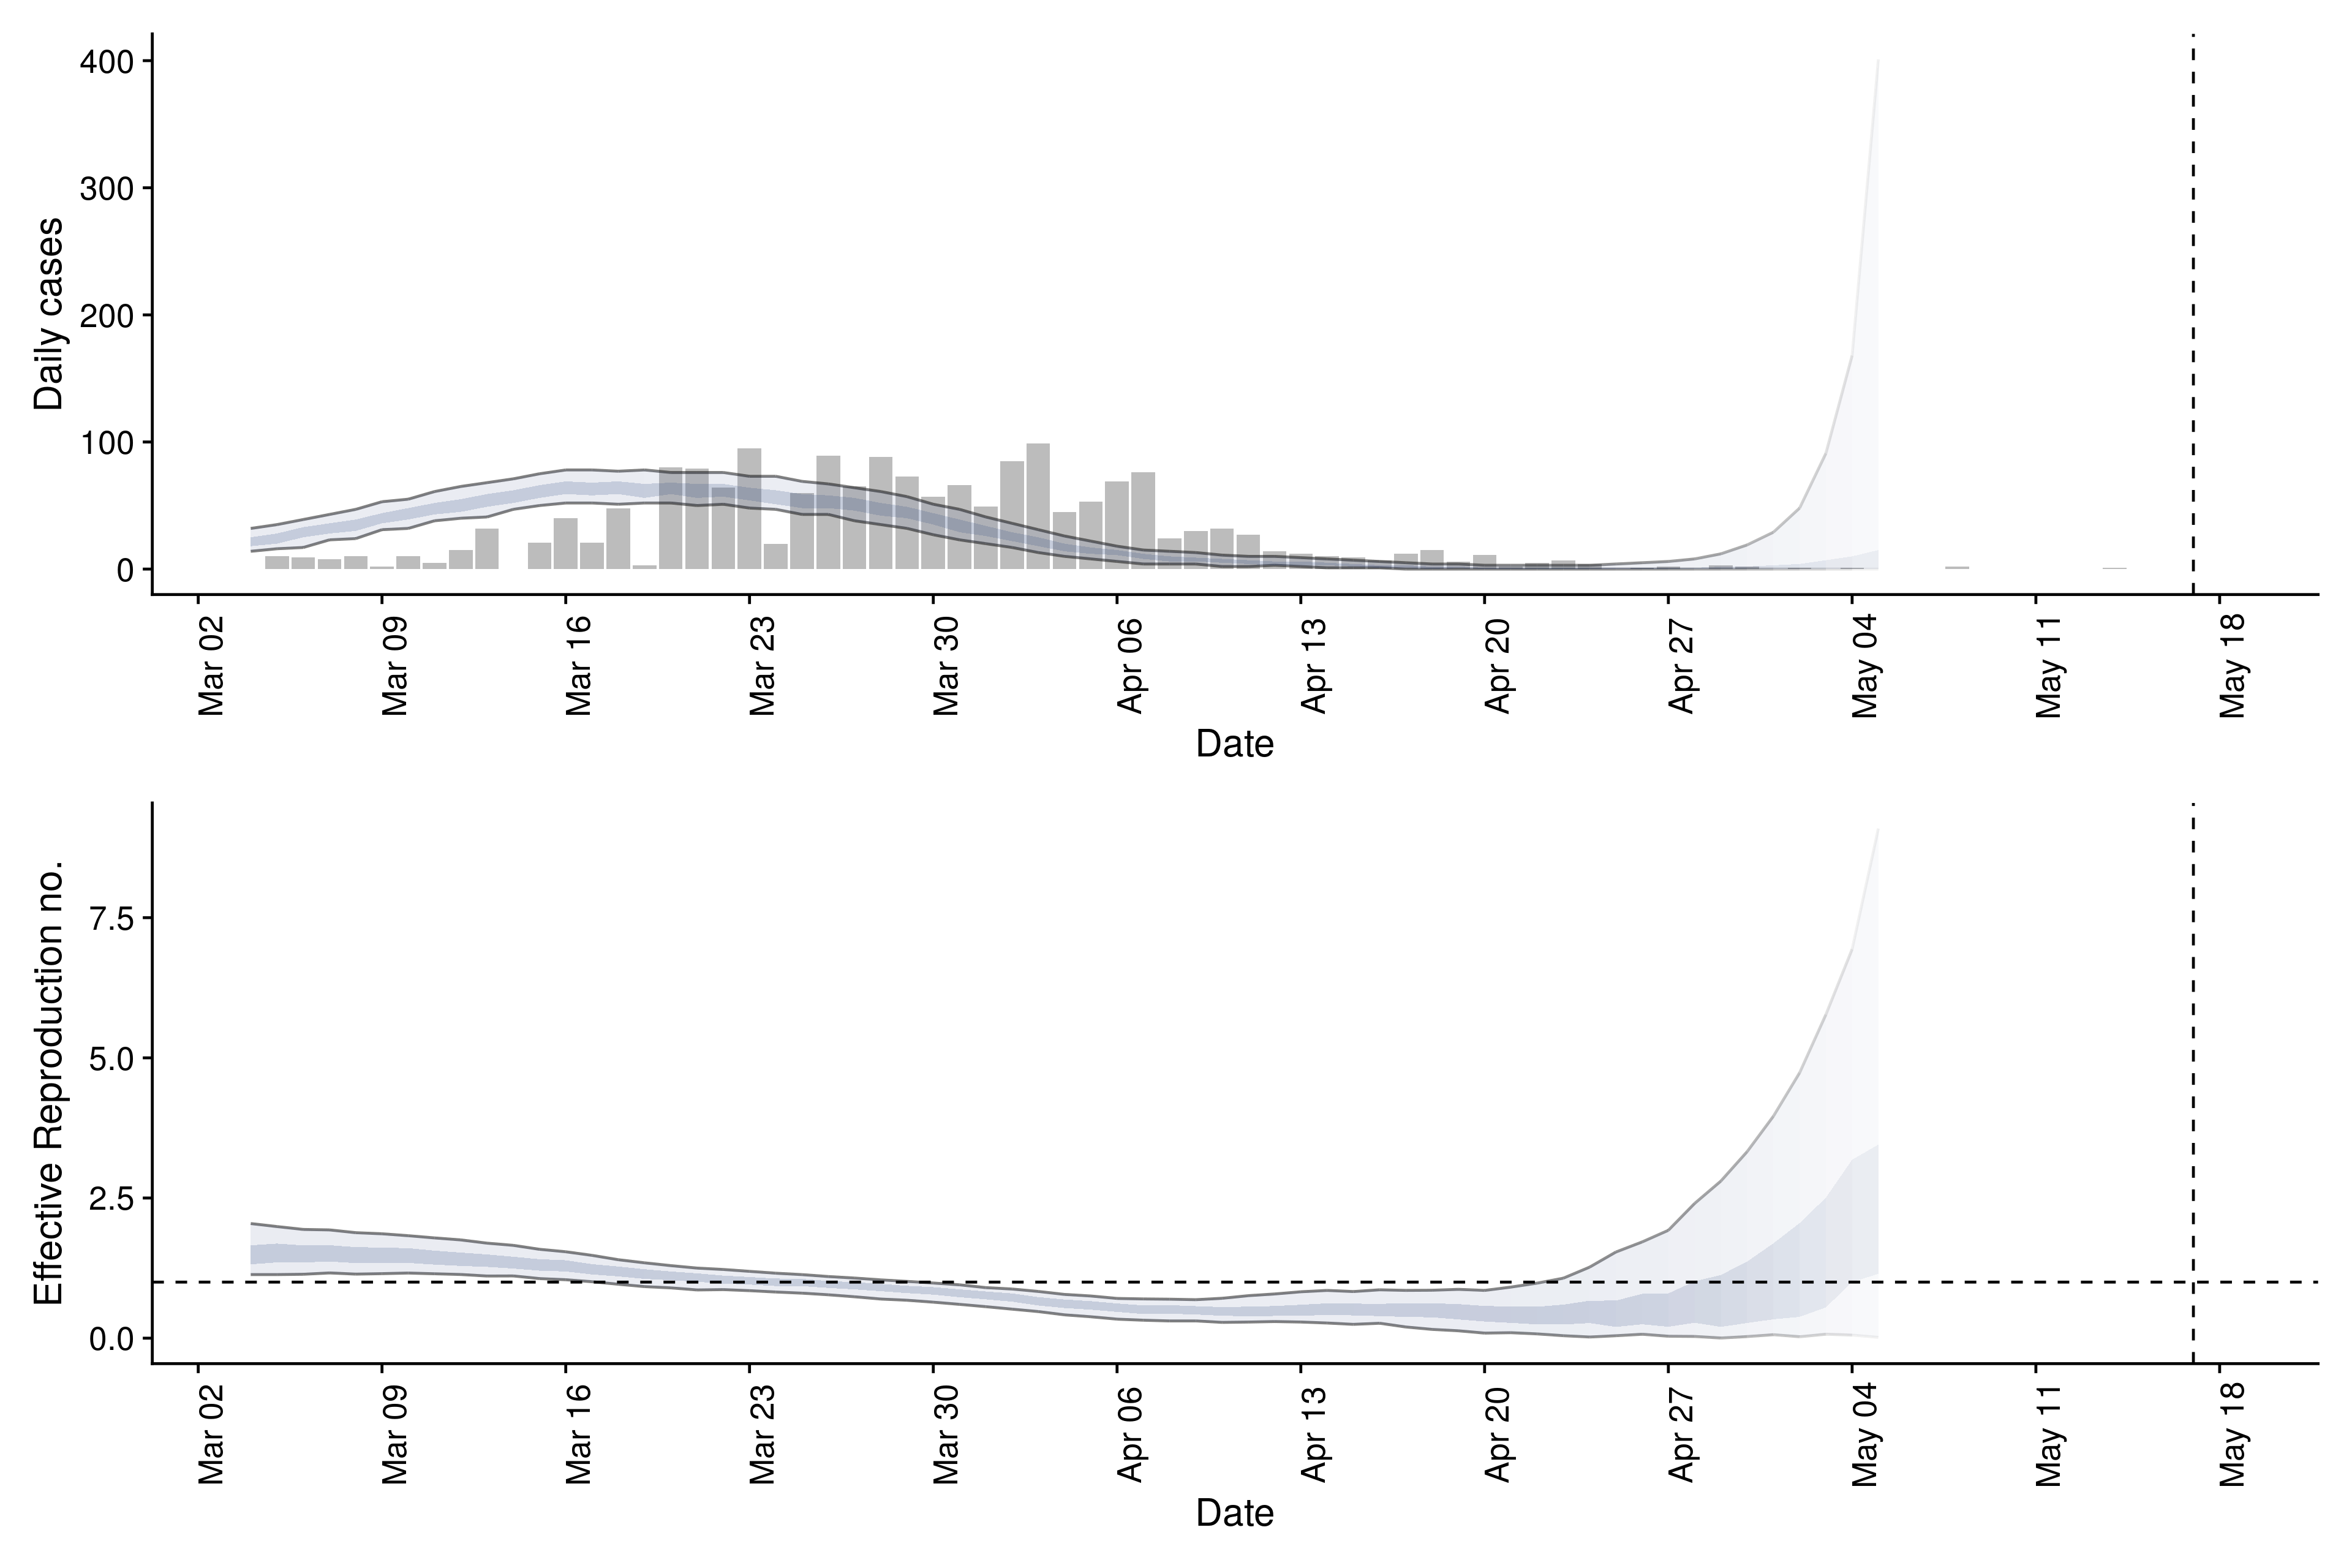 Daily cases
400
300
200
100
0
Mar 02
Mar 09
Mar 16
Mar 23
Mar 30
Apr 06
Apr 13
Apr 20
Apr 27
May 04
May 11
May 18
Date
Effective Reproduction no.
7.5
5.0
2.5
0.0
Mar 02
Mar 09
Mar 16
Mar 23
Mar 30
Apr 06
Apr 13
Apr 20
Apr 27
May 04
May 11
May 18
Date